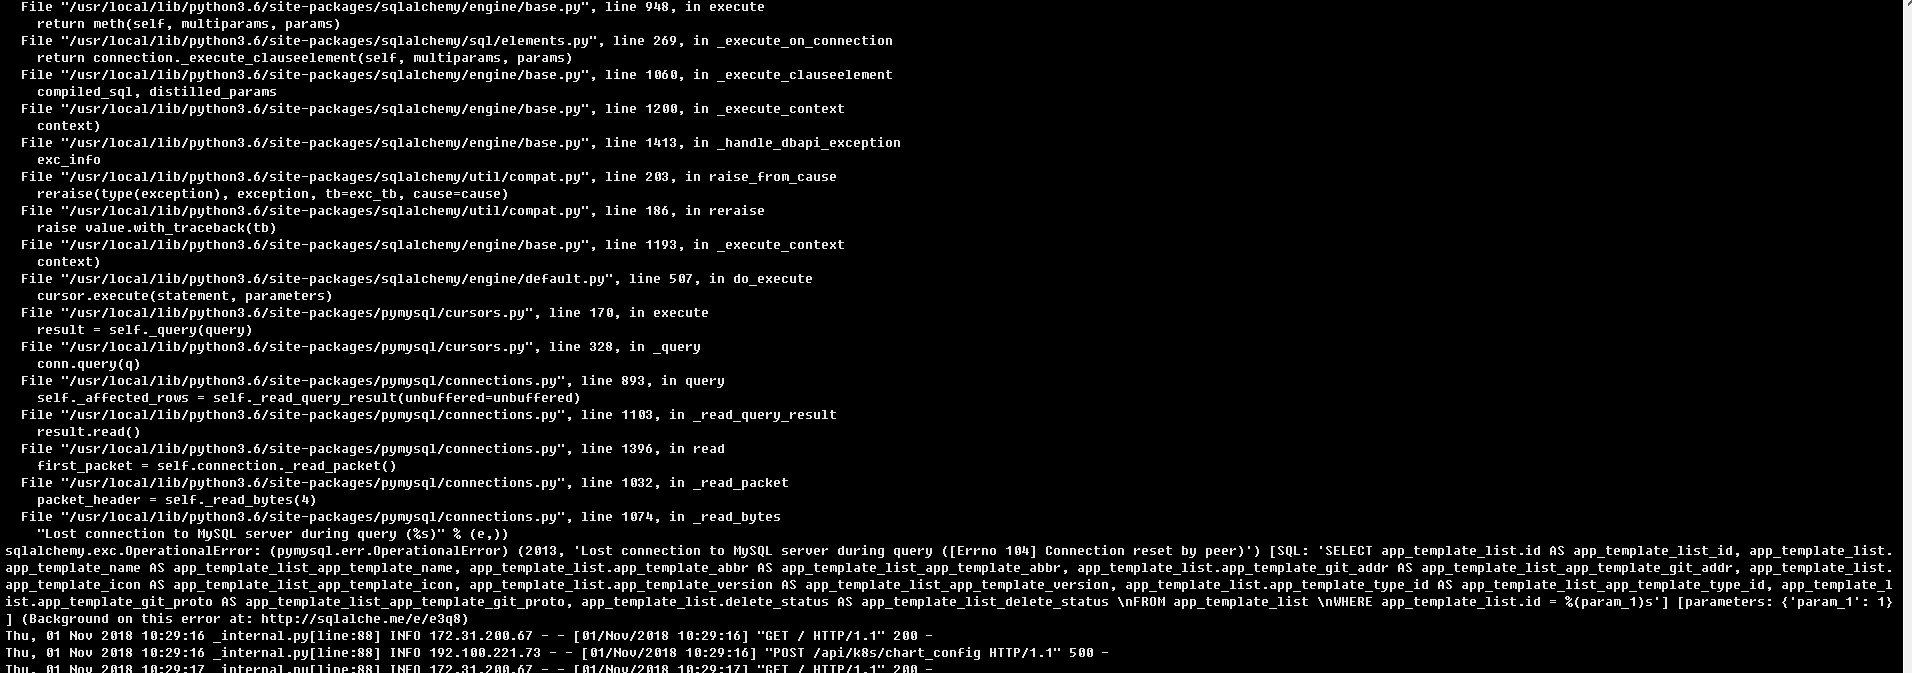 File "/usr/local/lib/python3.6/site-packages/sqlalchemy/engine/base.py", line 948, in execute
return meth(self, multiparams, params)
File "/usr/local/lib/python3.6/site-packages/sqlalchemy/sql/elements.py", line 269, in _execute_on_connection
return connection._execute_clauseelement(self, multiparams, params)
File "/usr/local/lib/python3.6/site-packages/sqlalchemy/engine/base.py", line 1060, in _execute_clauseelement
compiled_sql, distilled_params
File "/usr/local/lib/python3.6/site-packages/sqlalchemy/engine/base.py", line 1200, in _execute_context
context)
File "/usr/local/lib/python3.6/site-packages/sqlalchemy/engine/base.py", line 1413, in _handle_dbapi_exception
exc_info
File "/usr/local/lib/python3.6/site-packages/sqlalchemy/util/compat.py", line 203, in raise_from_cause
reraise(type(exception), exception, tb=exc_tb, cause=cause)
File "/usr/local/lib/python3.6/site-packages/sqlalchemy/util/compat.py", line 186, in reraise
raise value.with_traceback(tb)
File "/usr/local/lib/python3.6/site-packages/sqlalchemy/engine/base.py", line 1193, in _execute_context
context)
File "/usr/local/lib/python3.6/site-packages/sqlalchemy/engine/default.py", line 507, in do_execute
cursor.execute(statement, parameters)
File "/usr/local/lib/python3.6/site-packages/pymysql/cursors.py", line 170, in execute
result = self._query(query)
File "/usr/local/lib/python3.6/site-packages/pymysql/cursors.py", line 328, in _query
conn.query(q)
File "/usr/local/lib/python3.6/site-packages/pymysql/connections.py", line 893, in query
self._affected_rows = self._read_query_result(unbuffered=unbuffered)
File "/usr/local/lib/python3.6/site-packages/pymysql/connections.py", line 1103, in _read_query_result
result.read()
File "/usr/local/lib/python3.6/site-packages/pymysql/connections.py", line 1396, in read
first_packet = self.connection._read_packet()
File "/usr/local/lib/python3.6/site-packages/pymysql/connections.py", line 1032, in _read_packet
packet_header = self._read_bytes(4)
File "/usr/local/lib/python3.6/site-packages/pymysql/connections.py", line 1074, in _read_bytes
"Lost connection to MySQL server during query (%s)" % (e,))
sqlalchemy.exc.OperationalError: (pymysql.err.OperationalError) (2013, 'Lost connection to MySQL server during query ([Errno 104] Connection reset by peer)') [SQL: 'SELECT app_template_list.id AS app_template_list_id, app_template_list.
app_template_name AS app_template_list_app_template_name, app_template_list.app_template_abbr AS app_template_list_app_template_abbr, app_template_list.app_template_git_addr AS app_template_list_app_template_git_addr, app_template_list.
app_template_icon AS app_template_list_app_template_icon, app_template_list.app_template_version AS app_template_list_app_template_version, app_template_list.app_template_type_id AS app_template_list_app_template_type_id, app_template_l
ist.app_template_git_proto AS app_template_list_app_template_git_proto, app_template_list.delete_status AS app_template_list_delete_status \nFROM app_template_list \nWHERE app_template_list.id = %(param_1)s'] [parameters: {'param_1': 1}
] (Background on this error at: http://sqlalche.me/e/e3q8)
Thu, 01 Nov 2018 10:29:16 _internal.py[line:88] INFO 172.31.200.67 - - [01/Nov/2018 10:29:16] "GET / HTTP/1.1" 200 -
Thu, 01 Nov 2018 10:29:16 _internal.py[line:88] INFO 192.100.221.73 - - [01/Nov/2018 10:29:16] "POST /api/k8s/chart_config HTTP/1.1" 500 -
Thu, 01 Nov 2018 10:29:17 _internal.py[line:88] INFO 172.31.200.67 - - [01/Nov/2018 10:29:17] "GET / HTTP/1.1" 200 -